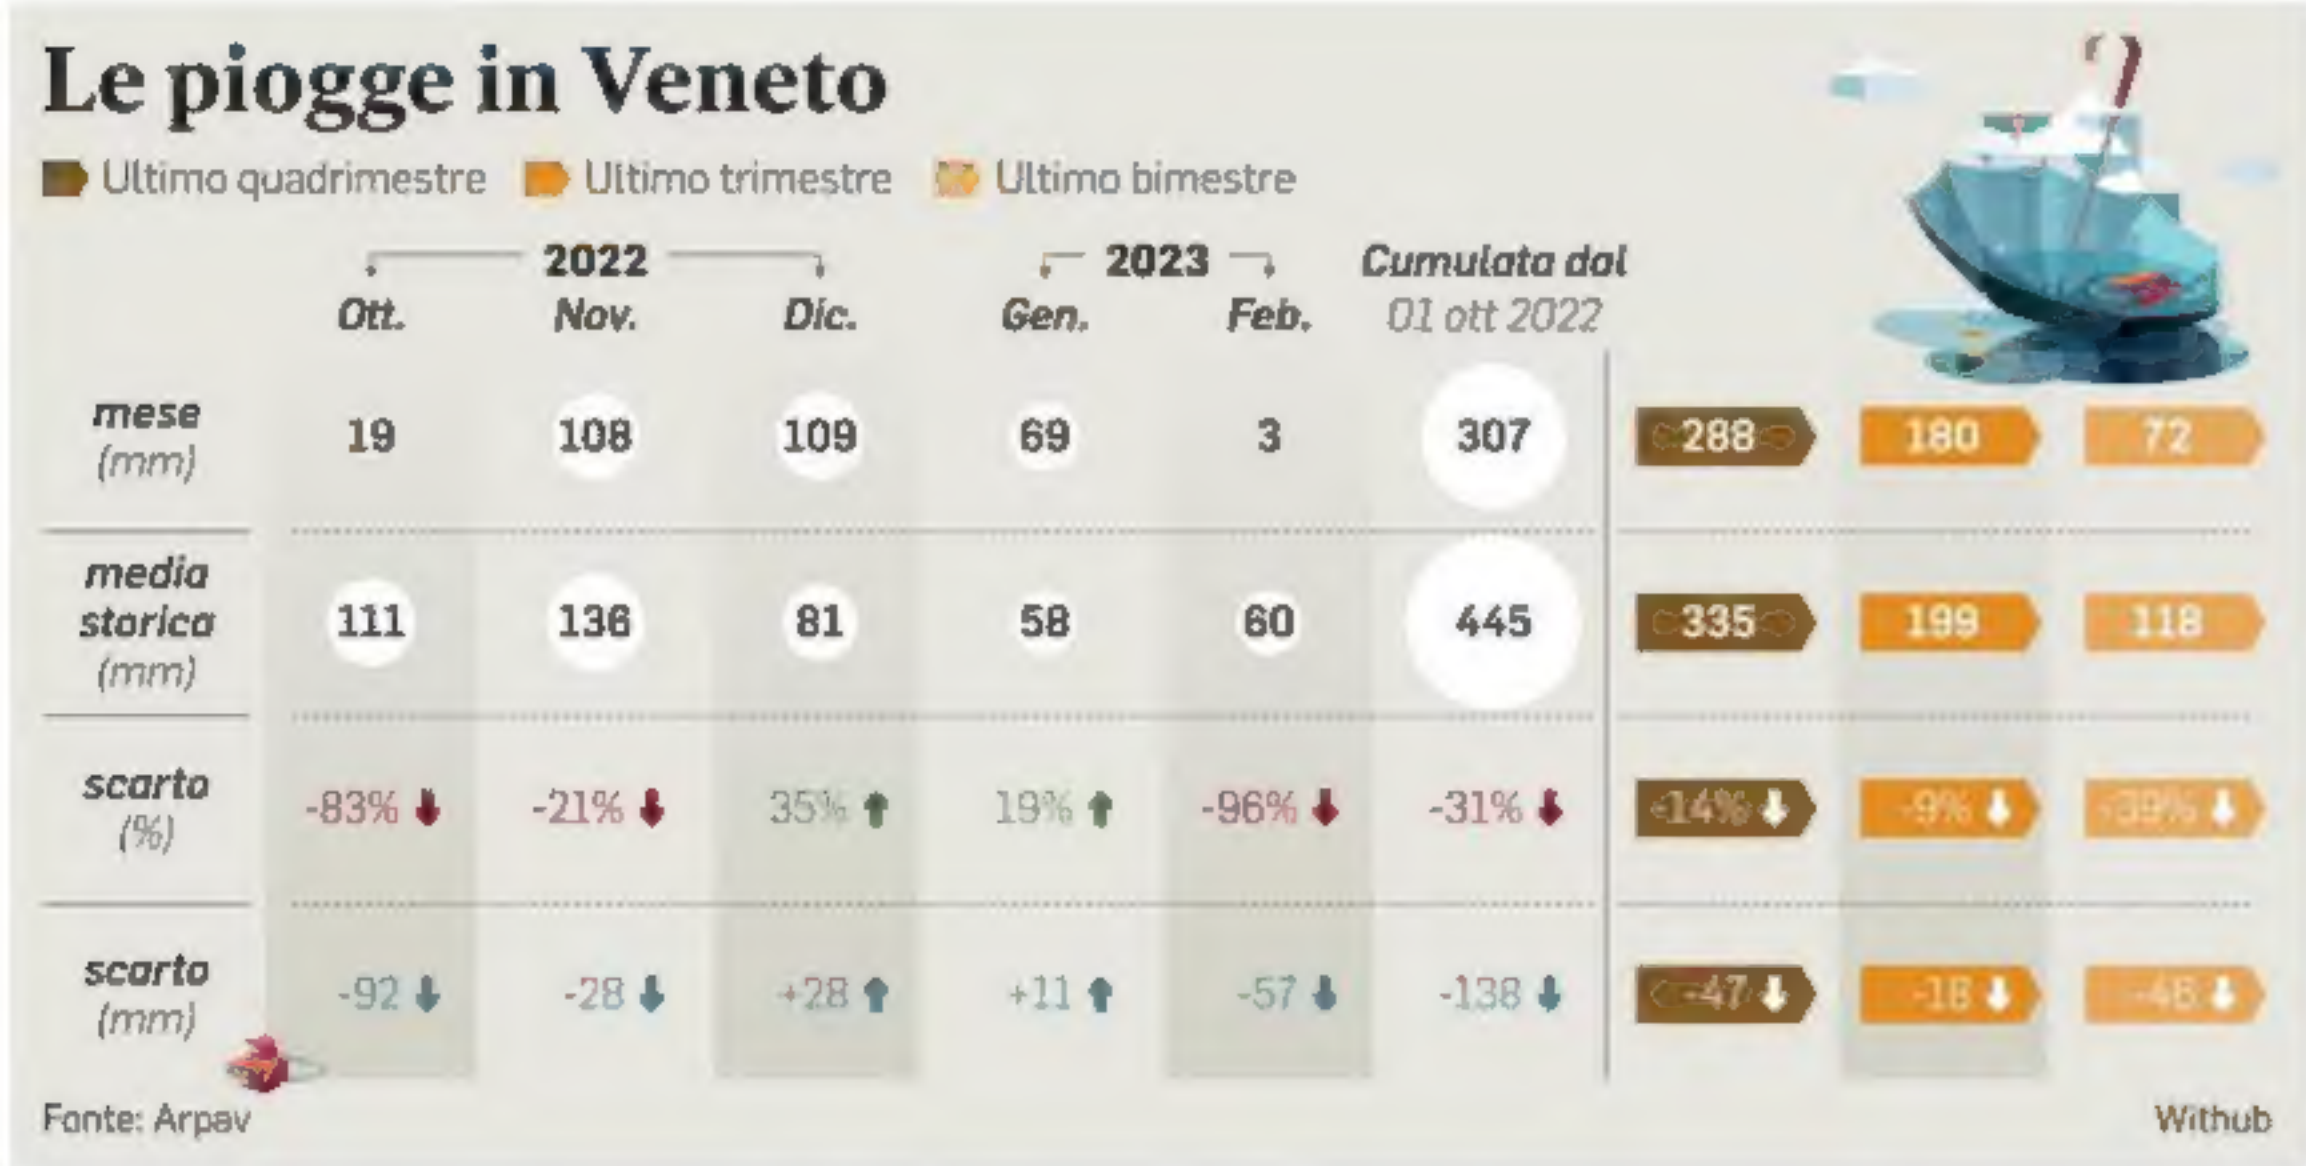 Le piogge in Veneto
Ultimo quadrimestre Ultimo trimestre Ultimo bimestre
2022 2023 Cumulata dal
Ott. Nov. Dic. Gen. Feb. 01 ott 2022
mese
(mm)
19 108 109 69 3 307 288 180 72
media
storica
(mm)
111 136 81 58 60 445 335 199 118
scarto
(%)
-83% -21% 35% 19% -96% -31% -14% -9% -39%
scarto
(mm)
-92 -28 +28 +11 -57 -138 -47 -18 -46
Fonte: Arpav
Withub